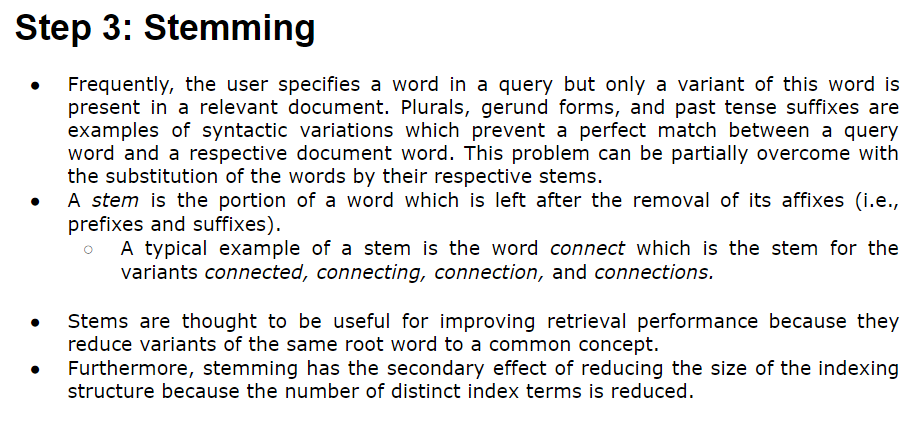 Step 3: Stemming
● Frequently, the user specifies a word in a query but only a variant of this word is
present in a relevant document. Plurals, gerund forms, and past tense suffixes are
examples of syntactic variations which prevent a perfect match between a query
word and a respective document word. This problem can be partially overcome with
the substitution of the words by their respective stems.
● A stem is the portion of a word which is left after the removal of its affixes (i.e.,
prefixes and suffixes).
○ A typical example of a stem is the word connect which is the stem for the
variants connected, connecting, connection, and connections.
● Stems are thought to be useful for improving retrieval performance because they
reduce variants of the same root word to a common concept.
● Furthermore, stemming has the secondary effect of reducing the size of the indexing
structure because the number of distinct index terms is reduced.